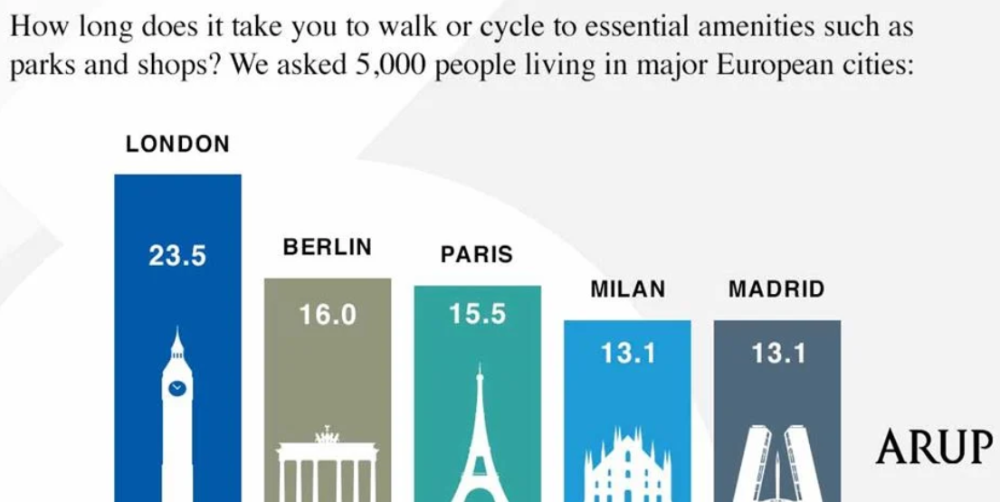 How long does it take you to walk or cycle to essential amenities such as
parks and shops? We asked 5,000 people living in major European cities:
LONDON
23.5
BERLIN
16.0
PARIS
15.5
MILAN
13.1
MADRID
13.1
ARUP